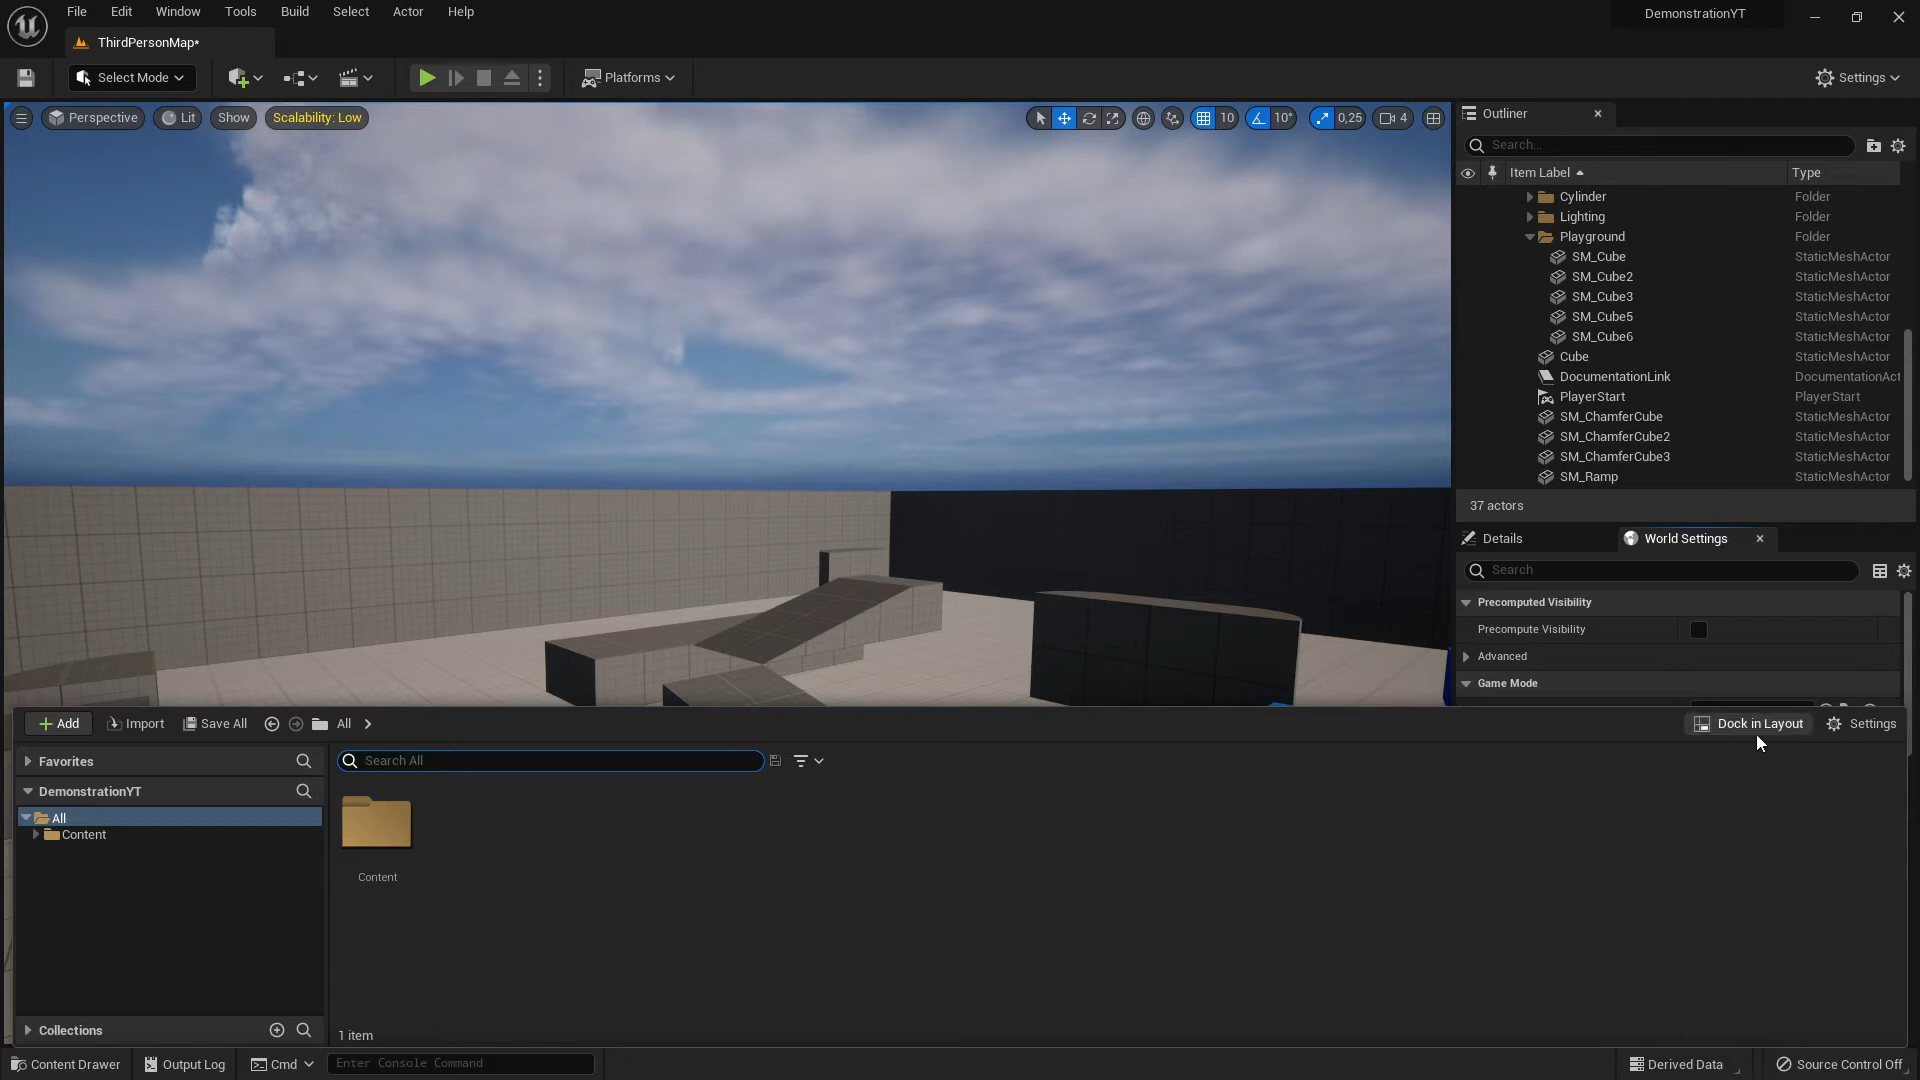 File Edit Window Tools Build Select Actor Help
DemonstrationYT
ThirdPersonMap*
Select Mode
Platforms
Settings
Perspective Lit Show Scalability: Low
10 10° 0,25 4
Outliner
Search...
Item Label Type
Cylinder Folder
Lighting Folder
Playground Folder
SM_Cube StaticMeshActor
SM_Cube2 StaticMeshActor
SM_Cube3 StaticMeshActor
SM_Cube5 StaticMeshActor
SM_Cube6 StaticMeshActor
Cube StaticMeshActor
DocumentationLink DocumentationAct
PlayerStart PlayerStart
SM_ChamferCube StaticMeshActor
SM_ChamferCube2 StaticMeshActor
SM_ChamferCube3 StaticMeshActor
SM_Ramp StaticMeshActor
37 actors
Details World Settings
Search
Precomputed Visibility
Precompute Visibility
Advanced
Game Mode
Add Import Save All All
Dock in Layout Settings
Favorites
Search All
DemonstrationYT
All
Content
Content
Collections
1 item
Content Drawer Output Log Cmd Enter Console Command
Derived Data Source Control Off